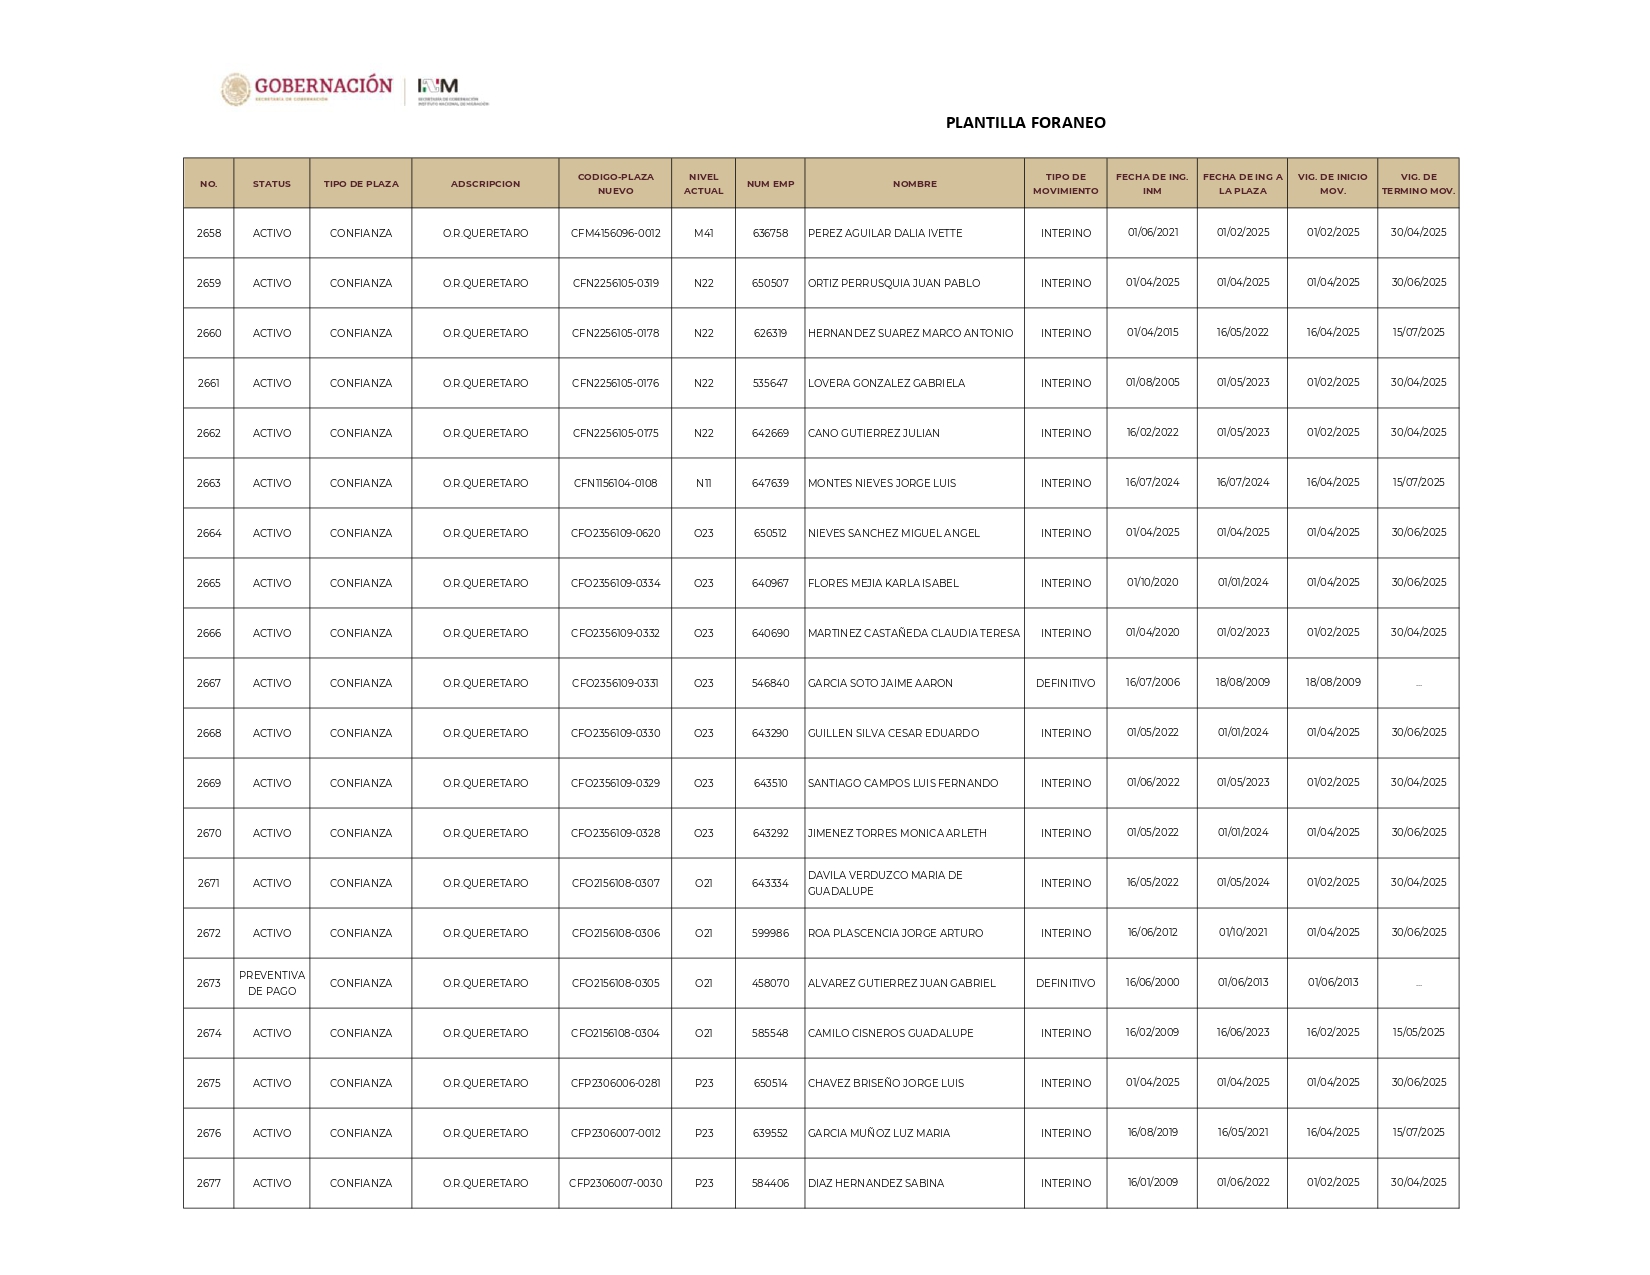 GOBERNACIÓN
SECRETARÍA DE GOBERNACIÓN
INM
SECRETARÍA DE GOBERNACIÓN
INSTITUTO NACIONAL DE MIGRACIÓN
PLANTILLA FORANEO
NO. STATUS TIPO DE PLAZA ADSCRIPCION CODIGO-PLAZA NUEVO NIVEL ACTUAL NUM EMP NOMBRE TIPO DE MOVIMIENTO FECHA DE ING. INM FECHA DE ING A LA PLAZA VIG. DE INICIO MOV. VIG. DE TERMINO MOV.
2658 ACTIVO CONFIANZA O.R.QUERETARO CFM4156096-0012 M41 636758 PEREZ AGUILAR DALIA IVETTE INTERINO 01/06/2021 01/02/2025 01/02/2025 30/04/2025
2659 ACTIVO CONFIANZA O.R.QUERETARO CFN2256105-0319 N22 650507 ORTIZ PERRUSQUIA JUAN PABLO INTERINO 01/04/2025 01/04/2025 01/04/2025 30/06/2025
2660 ACTIVO CONFIANZA O.R.QUERETARO CFN2256105-0178 N22 626319 HERNANDEZ SUAREZ MARCO ANTONIO INTERINO 01/04/2015 16/05/2022 16/04/2025 15/07/2025
2661 ACTIVO CONFIANZA O.R.QUERETARO CFN2256105-0176 N22 535647 LOVERA GONZALEZ GABRIELA INTERINO 01/08/2005 01/05/2023 01/02/2025 30/04/2025
2662 ACTIVO CONFIANZA O.R.QUERETARO CFN2256105-0175 N22 642669 CANO GUTIERREZ JULIAN INTERINO 16/02/2022 01/05/2023 01/02/2025 30/04/2025
2663 ACTIVO CONFIANZA O.R.QUERETARO CFN1156104-0108 N11 647639 MONTES NIEVES JORGE LUIS INTERINO 16/07/2024 16/07/2024 16/04/2025 15/07/2025
2664 ACTIVO CONFIANZA O.R.QUERETARO CFO2356109-0620 O23 650512 NIEVES SANCHEZ MIGUEL ANGEL INTERINO 01/04/2025 01/04/2025 01/04/2025 30/06/2025
2665 ACTIVO CONFIANZA O.R.QUERETARO CFO2356109-0334 O23 640967 FLORES MEJIA KARLA ISABEL INTERINO 01/10/2020 01/01/2024 01/04/2025 30/06/2025
2666 ACTIVO CONFIANZA O.R.QUERETARO CFO2356109-0332 O23 640690 MARTINEZ CASTAÑEDA CLAUDIA TERESA INTERINO 01/04/2020 01/02/2023 01/02/2025 30/04/2025
2667 ACTIVO CONFIANZA O.R.QUERETARO CFO2356109-0331 O23 546840 GARCIA SOTO JAIME AARON DEFINITIVO 16/07/2006 18/08/2009 18/08/2009 ...
2668 ACTIVO CONFIANZA O.R.QUERETARO CFO2356109-0330 O23 643290 GUILLEN SILVA CESAR EDUARDO INTERINO 01/05/2022 01/01/2024 01/04/2025 30/06/2025
2669 ACTIVO CONFIANZA O.R.QUERETARO CFO2356109-0329 O23 643510 SANTIAGO CAMPOS LUIS FERNANDO INTERINO 01/06/2022 01/05/2023 01/02/2025 30/04/2025
2670 ACTIVO CONFIANZA O.R.QUERETARO CFO2356109-0328 O23 643292 JIMENEZ TORRES MONICA ARLETH INTERINO 01/05/2022 01/01/2024 01/04/2025 30/06/2025
2671 ACTIVO CONFIANZA O.R.QUERETARO CFO2156108-0307 O21 643334 DAVILA VERDUZCO MARIA DE GUADALUPE INTERINO 16/05/2022 01/05/2024 01/02/2025 30/04/2025
2672 ACTIVO CONFIANZA O.R.QUERETARO CFO2156108-0306 O21 599986 ROA PLASCENCIA JORGE ARTURO INTERINO 16/06/2012 01/10/2021 01/04/2025 30/06/2025
2673 PREVENTIVA DE PAGO CONFIANZA O.R.QUERETARO CFO2156108-0305 O21 458070 ALVAREZ GUTIERREZ JUAN GABRIEL DEFINITIVO 16/06/2000 01/06/2013 01/06/2013 ...
2674 ACTIVO CONFIANZA O.R.QUERETARO CFO2156108-0304 O21 585548 CAMILO CISNEROS GUADALUPE INTERINO 16/02/2009 16/06/2023 16/02/2025 15/05/2025
2675 ACTIVO CONFIANZA O.R.QUERETARO CFP2306006-0281 P23 650514 CHAVEZ BRISEÑO JORGE LUIS INTERINO 01/04/2025 01/04/2025 01/04/2025 30/06/2025
2676 ACTIVO CONFIANZA O.R.QUERETARO CFP2306007-0012 P23 639552 GARCIA MUÑOZ LUZ MARIA INTERINO 16/08/2019 16/05/2021 16/04/2025 15/07/2025
2677 ACTIVO CONFIANZA O.R.QUERETARO CFP2306007-0030 P23 584406 DIAZ HERNANDEZ SABINA INTERINO 16/01/2009 01/06/2022 01/02/2025 30/04/2025